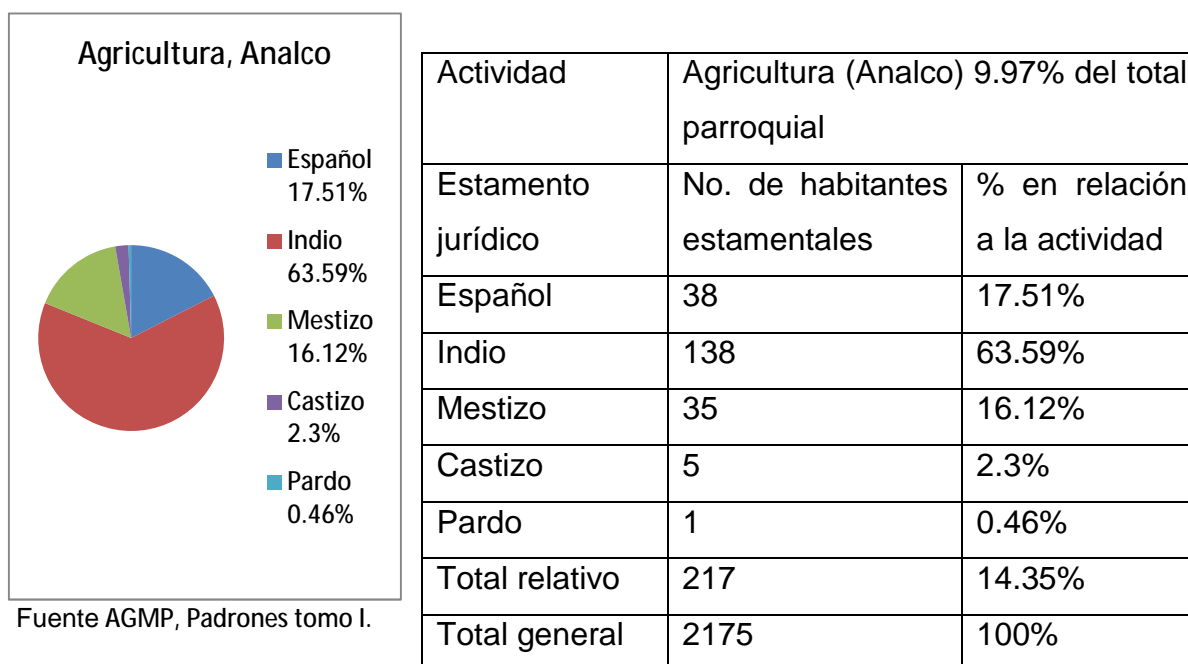 Agricultura, Analco
Español
17.51%
Indio
63.59%
Mestizo
16.12%
Castizo
2.3%
Pardo
0.46%
Fuente AGMP, Padrones tomo I.
Actividad Agricultura (Analco) 9.97% del total
parroquial
Estamento No. de habitantes % en relación
jurídico estamentales a la actividad
Español 38 17.51%
Indio 138 63.59%
Mestizo 35 16.12%
Castizo 5 2.3%
Pardo 1 0.46%
Total relativo 217 14.35%
Total general 2175 100%